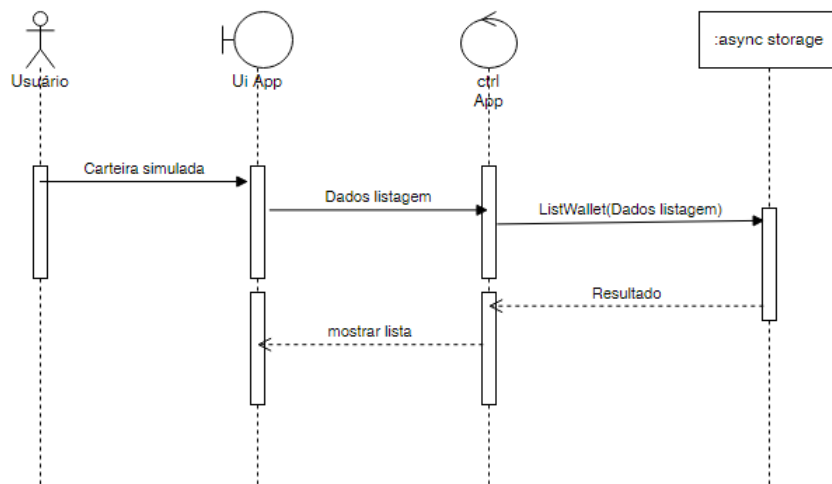 :async storage
Usuário
Ui App
ctrl
App
Carteira simulada
Dados listagem
ListWallet(Dados listagem)
Resultado
mostrar lista